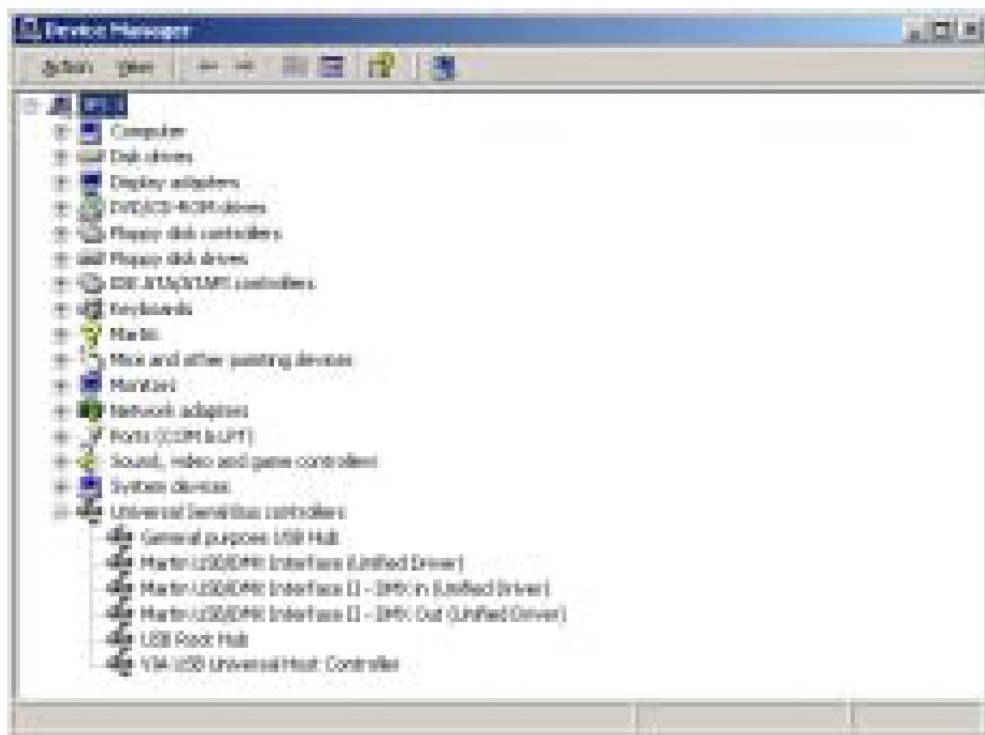 Device Manager
Action View
Computer
Disk drives
Display adapters
DVD/CD-ROM drives
Floppy disk controllers
Floppy disk drives
IDE ATA/ATAPI controllers
Keyboards
Martin
Mice and other pointing devices
Monitors
Network adapters
Ports (COM & LPT)
Sound, video and game controllers
System devices
Universal Serial Bus controllers
General purpose USB Hub
Martin USB/DMX Interface (Unified Driver)
Martin USB/DMX Interface II - DMX In (Unified Driver)
Martin USB/DMX Interface II - DMX Out (Unified Driver)
USB Root Hub
VIA USB Universal Host Controller